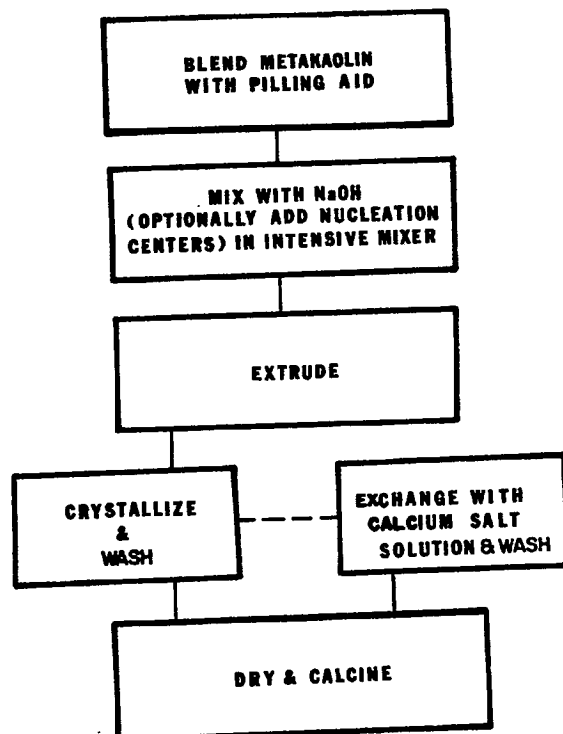 BLEND METAKAOLIN
WITH PILLING AID
MIX WITH NaOH
(OPTIONALLY ADD NUCLEATION
CENTERS) IN INTENSIVE MIXER
EXTRUDE
CRYSTALLIZE
&
WASH
EXCHANGE WITH
CALCIUM SALT
SOLUTION & WASH
DRY & CALCINE